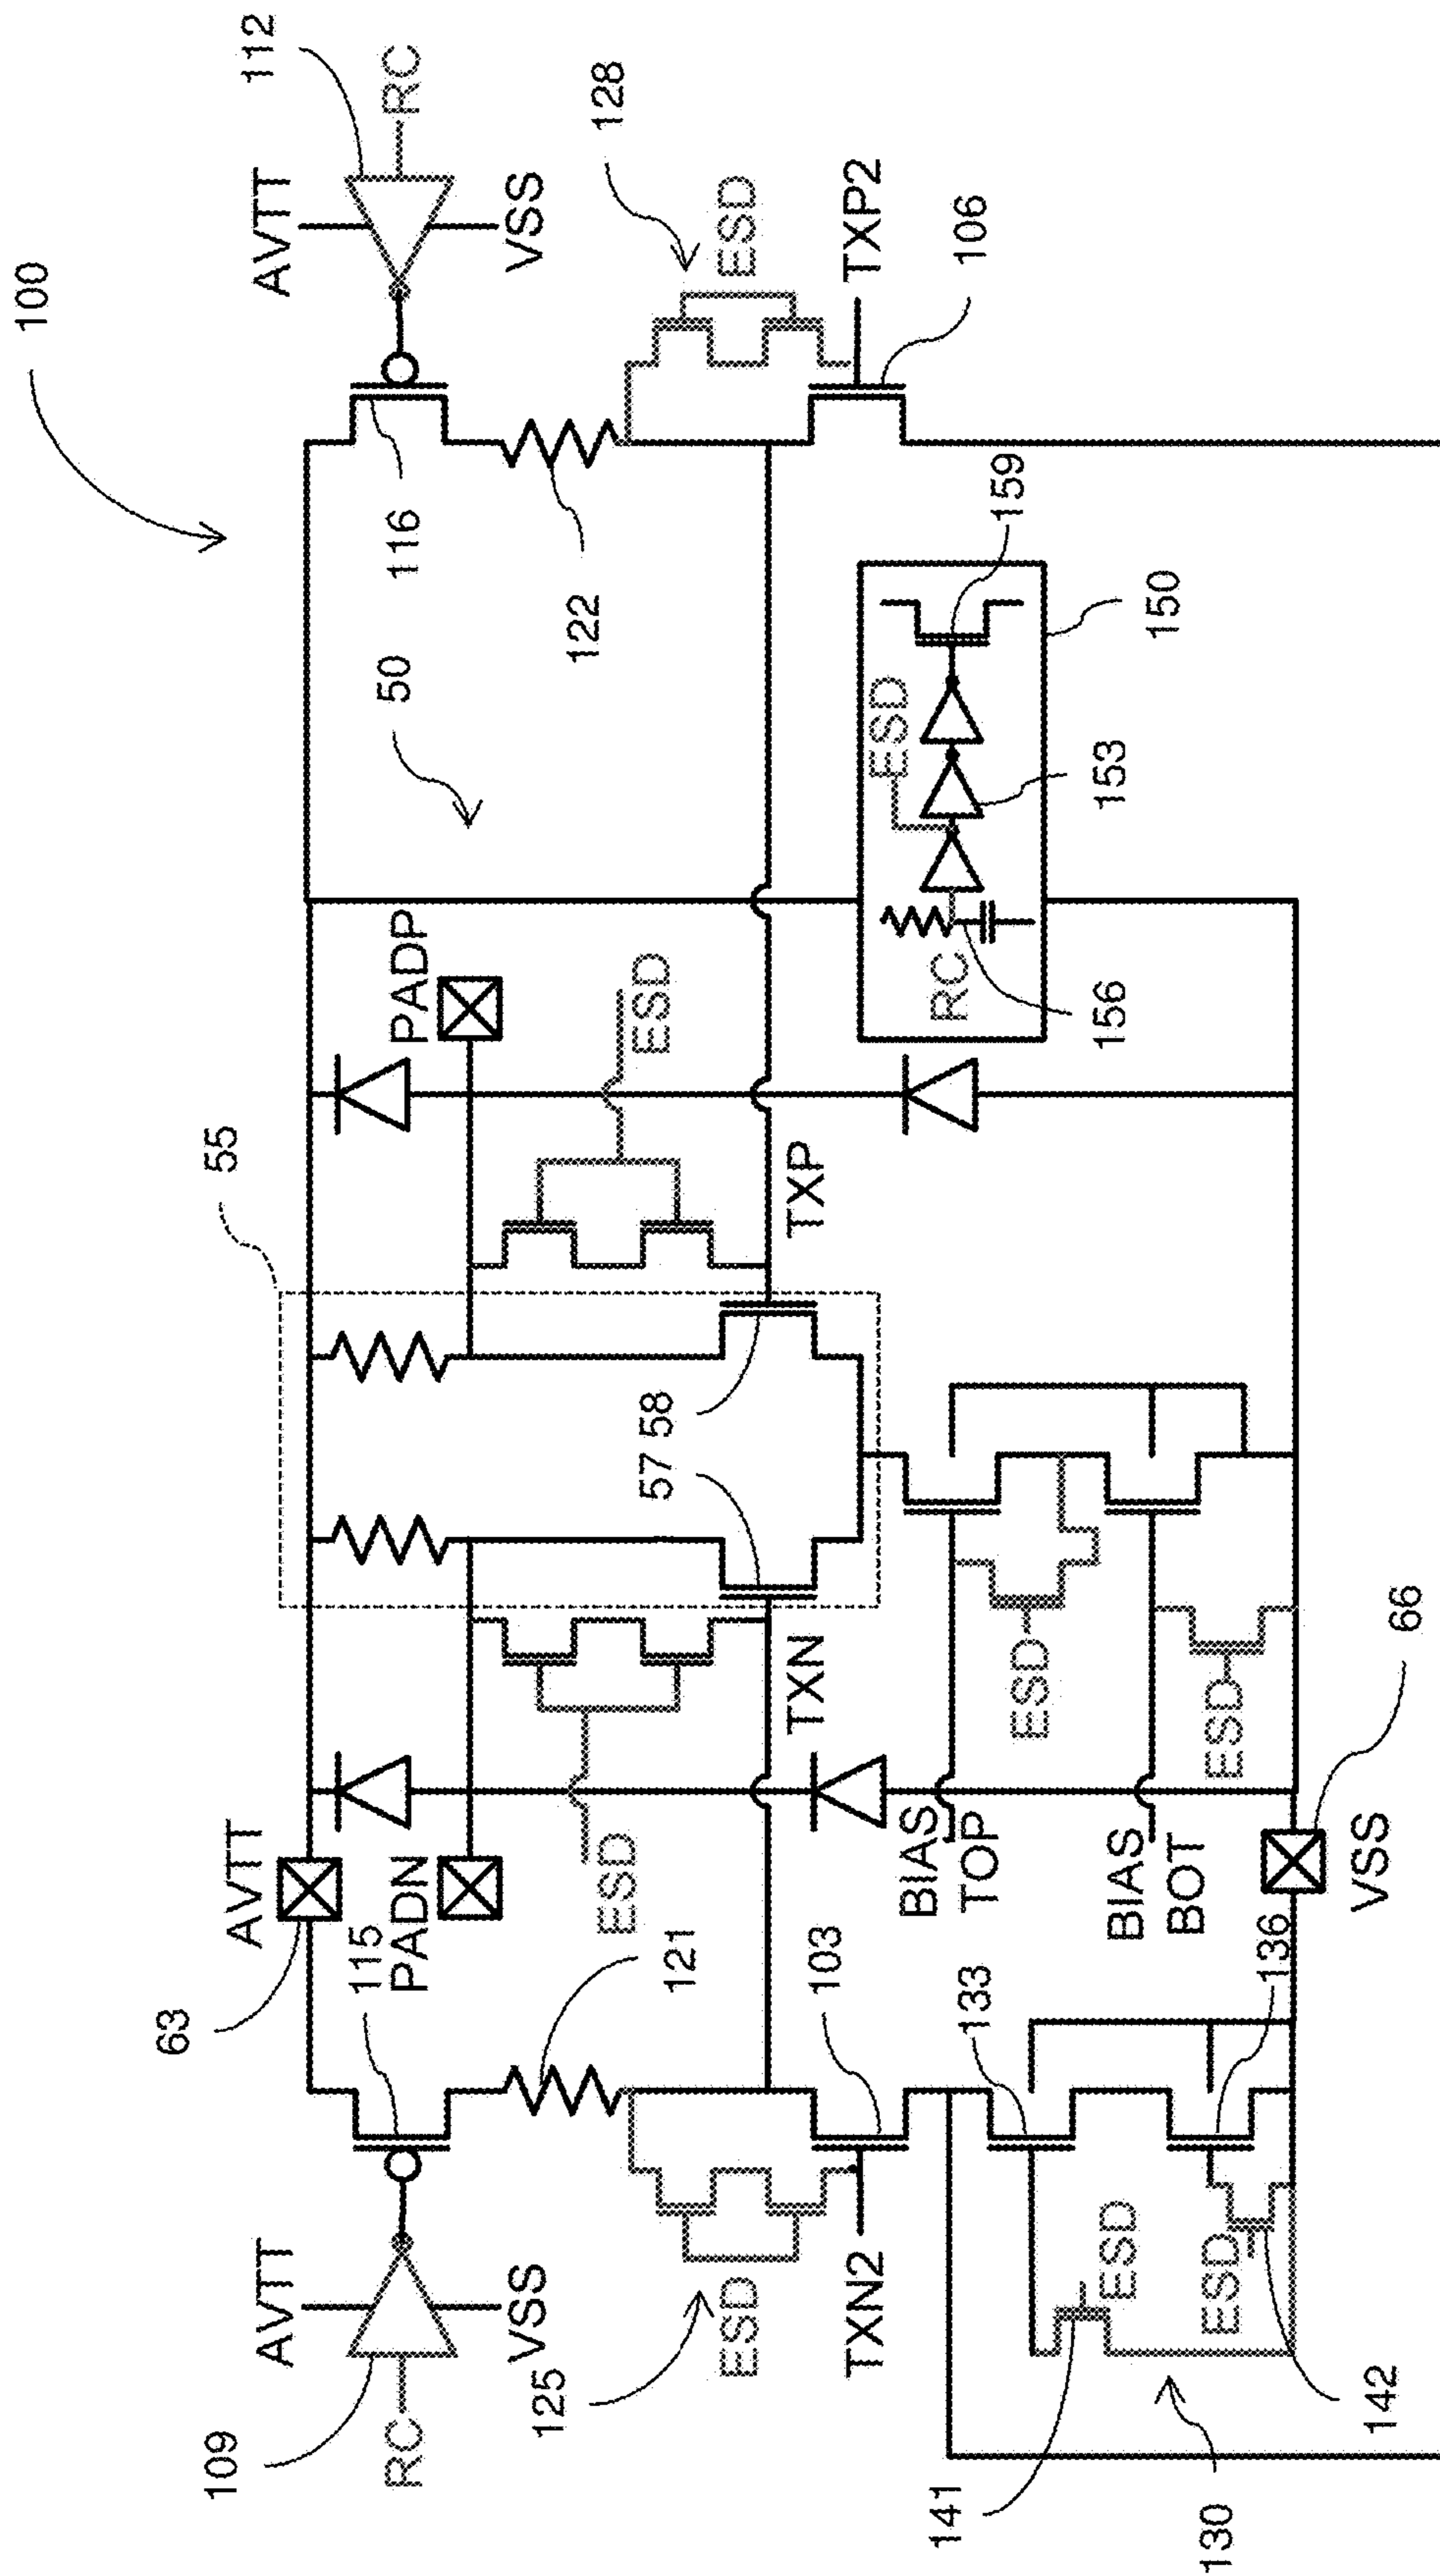 100
112
RC
AVTT
VSS
128
ESD
TXP2
106
116
122
50
159
ESD
153
150
RC
156
PADP
ESD
55
TXP
57 58
TXN
ESD
ESD
ESD
66
AVTT
63
PADN
115
121
BIAS
TOP
BIAS
BOT
VSS
103
133
136
109
RC
AVTT
VSS
125
ESD
TXN2
ESD
ESD
141
142
130